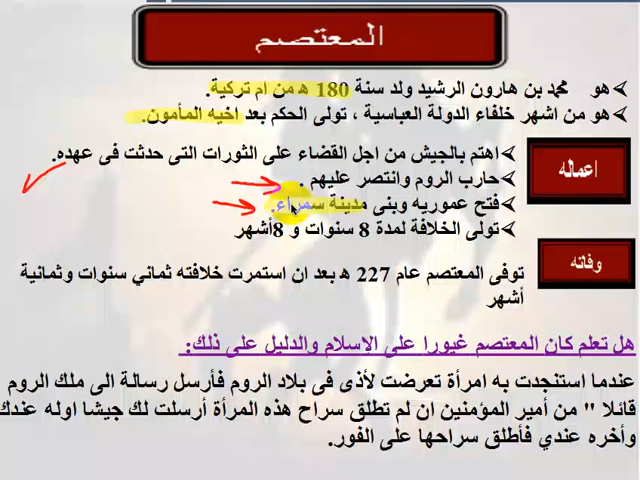 المعتصم
هو محمد بن هارون الرشيد ولد سنة 180 ه من ام تركية.
هو من اشهر خلفاء الدولة العباسية ، تولى الحكم بعد اخيه المأمون.
اعماله
اهتم بالجيش من اجل القضاء على الثورات التى حدثت فى عهده.
حارب الروم وانتصر عليهم .
فتح عموريه وبنى مدينة سمراء.
تولى الخلافة لمدة 8 سنوات و 8أشهر
وفاته
توفى المعتصم عام 227 ه بعد ان استمرت خلافته ثماني سنوات وثمانية
أشهر
هل تعلم كان المعتصم غيورا على الإسلام والدليل على ذلك:
عندما استنجدت به امرأة تعرضت لأذى فى بلاد الروم فأرسل رسالة الى ملك الروم
قائلا " من أمير المؤمنين ان لم تطلق سراح هذه المرأة أرسلت لك جيشا اوله عندك
وأخره عندي فأطلق سراحها على الفور.